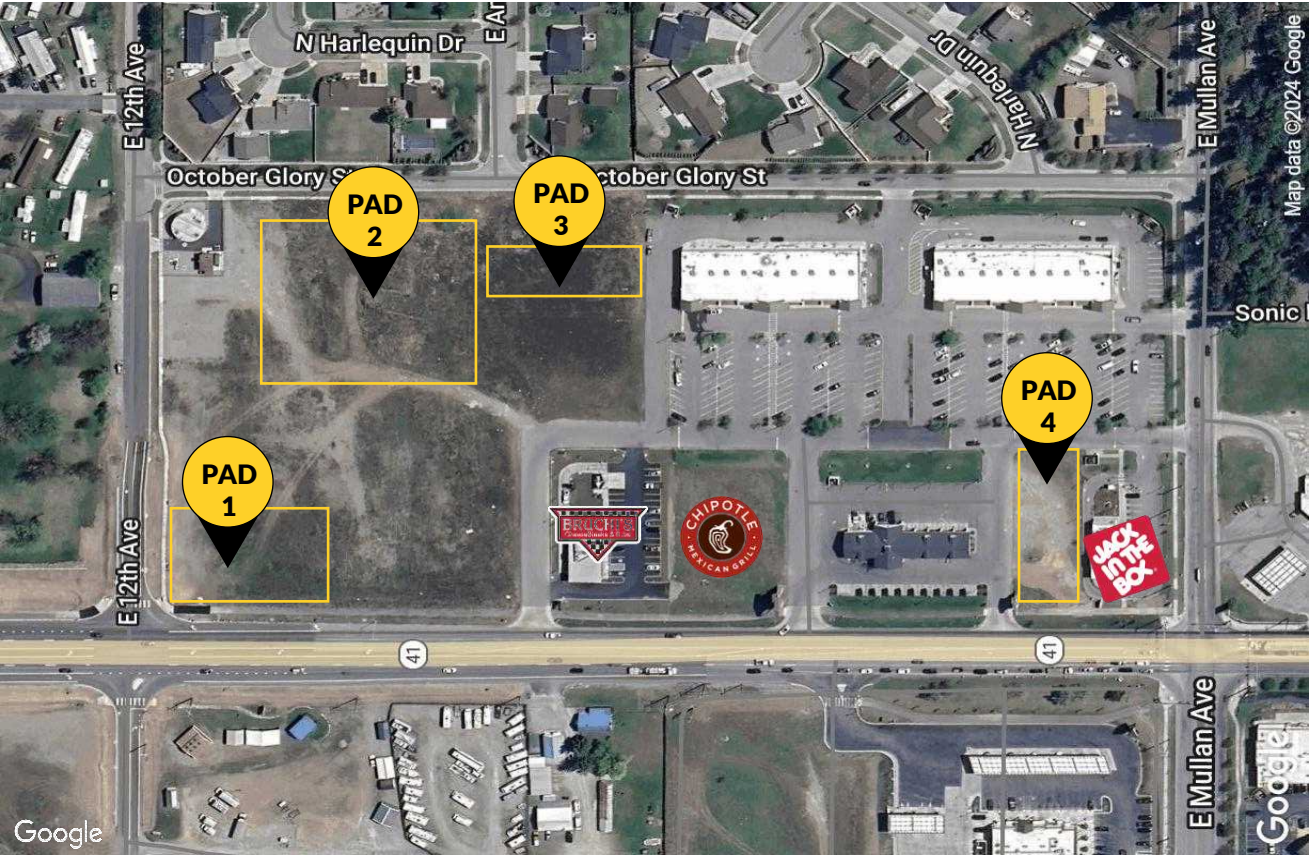 N Harlequin Dr
E Ar
E 12th Ave
N Harlequin Dr
E Mullan Ave
Map data ©2024 Google
October Glory St
ctober Glory St
PAD
2
PAD
3
Sonic
PAD
4
PAD
1
CHIPOTLE
MEXICAN GRILL
JACK
IN THE
BOX
E 12th Ave
41
41
E Mullan Ave
Google
Google